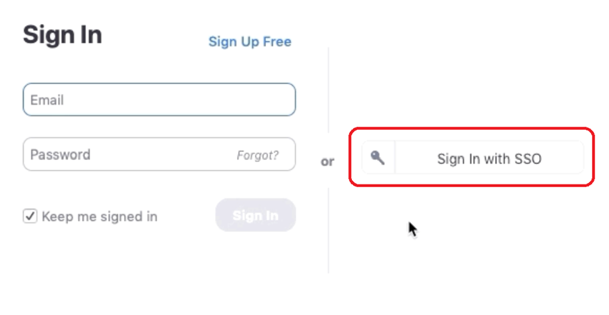 Sign In
Sign Up Free
Email
Password
Forgot?
Keep me signed in
Sign In
or
Sign In with SSO